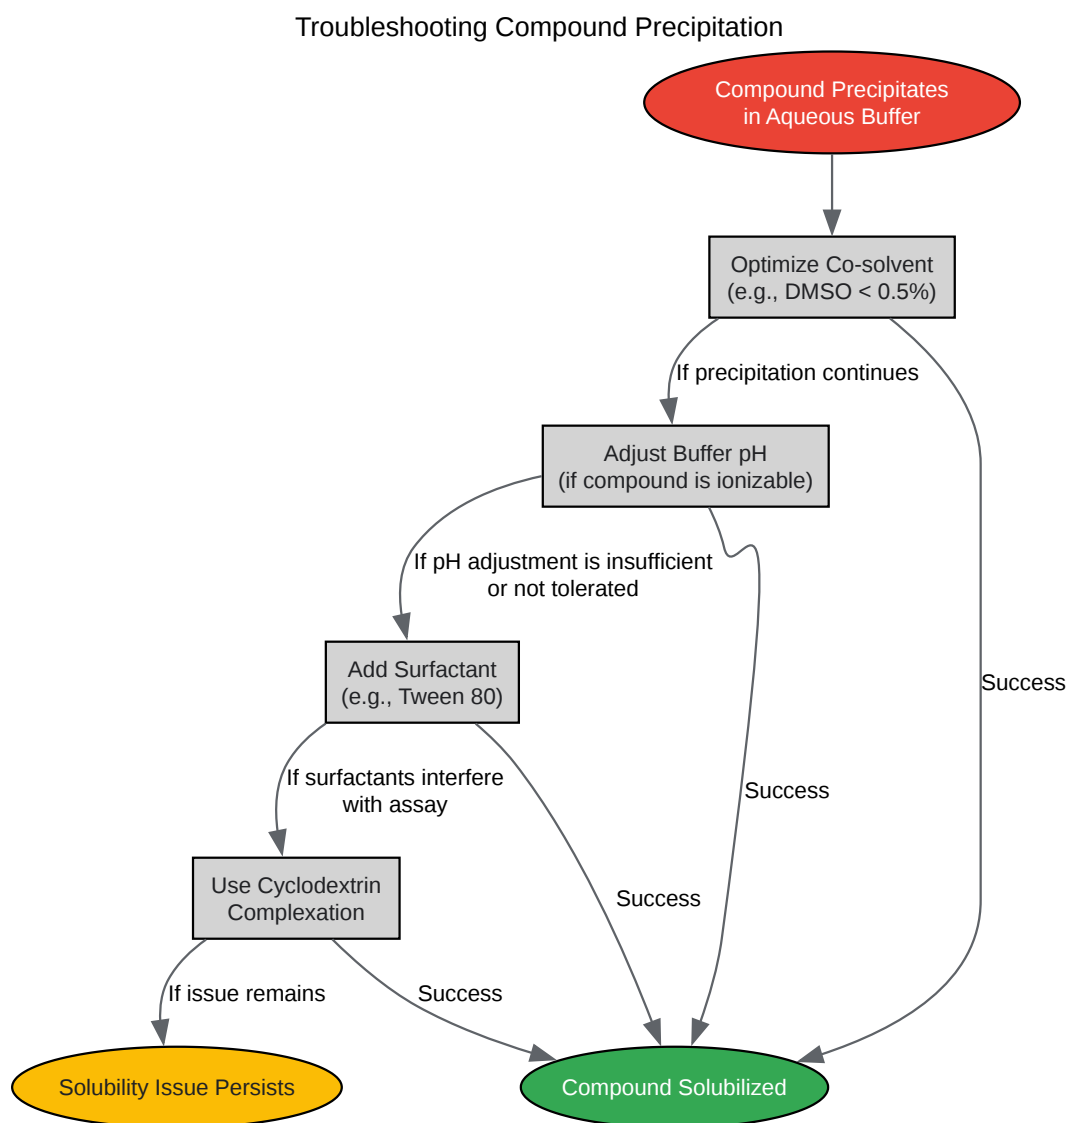 Troubleshooting Compound Precipitation
Compound Precipitates
in Aqueous Buffer
Optimize Co-solvent
(e.g., DMSO < 0.5%)
If precipitation continues
Adjust Buffer pH
(if compound is ionizable)
If pH adjustment is insufficient
or not tolerated
Add Surfactant
(e.g., Tween 80)
Success
If surfactants interfere
with assay
Success
Use Cyclodextrin
Complexation
Success
If issue remains
Success
Solubility Issue Persists
Compound Solubilized